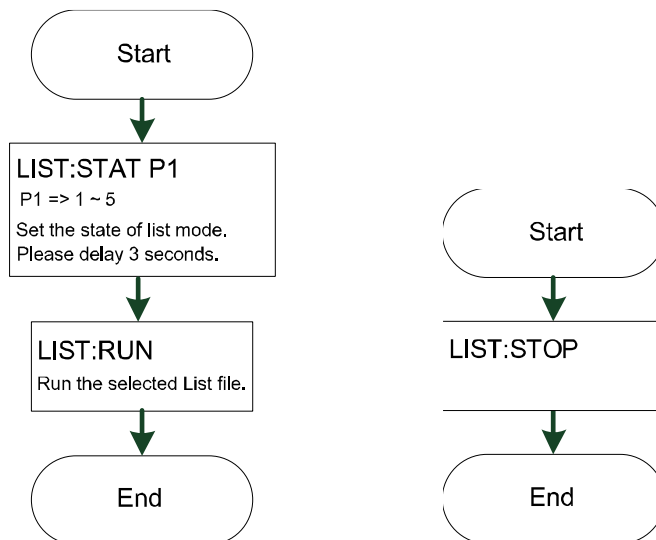 Start
LIST:STAT P1
P1 => 1 ~ 5
Set the state of list mode.
Please delay 3 seconds.
LIST:RUN
Run the selected List file.
End
Start
LIST:STOP
End